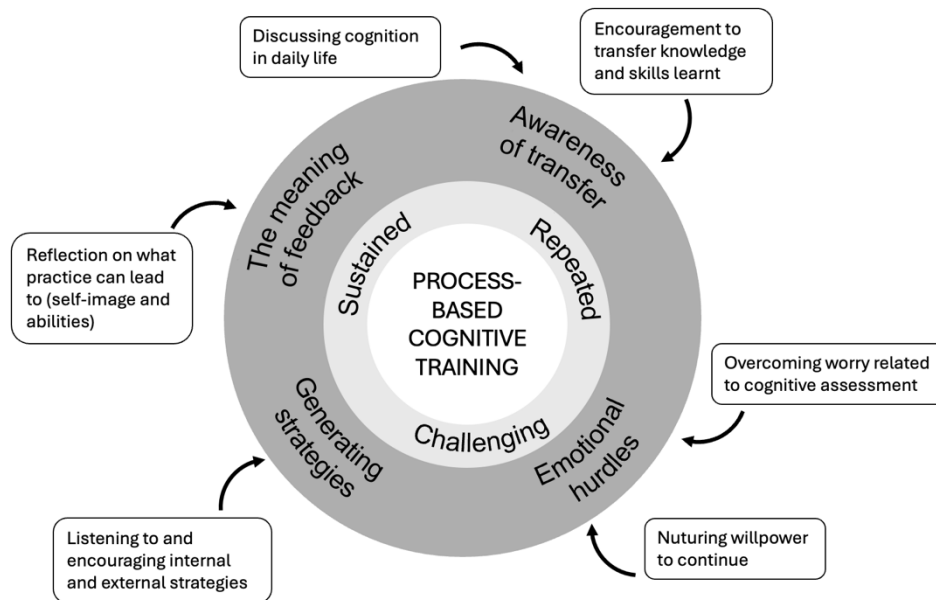 Discussing cognition
in daily life
Encouragement to
transfer knowledge
and skills learnt
Awareness
of transfer
The meaning
of feedback
Sustained
Repeated
Reflection on what
practice can lead
to (self-image and
abilities)
PROCESS-
BASED
COGNITIVE
TRAINING
Overcoming worry related
to cognitive assessment
Generating
strategies
Challenging
Emotional
hurdles
Listening to and
encouraging internal
and external strategies
Nuturing willpower
to continue